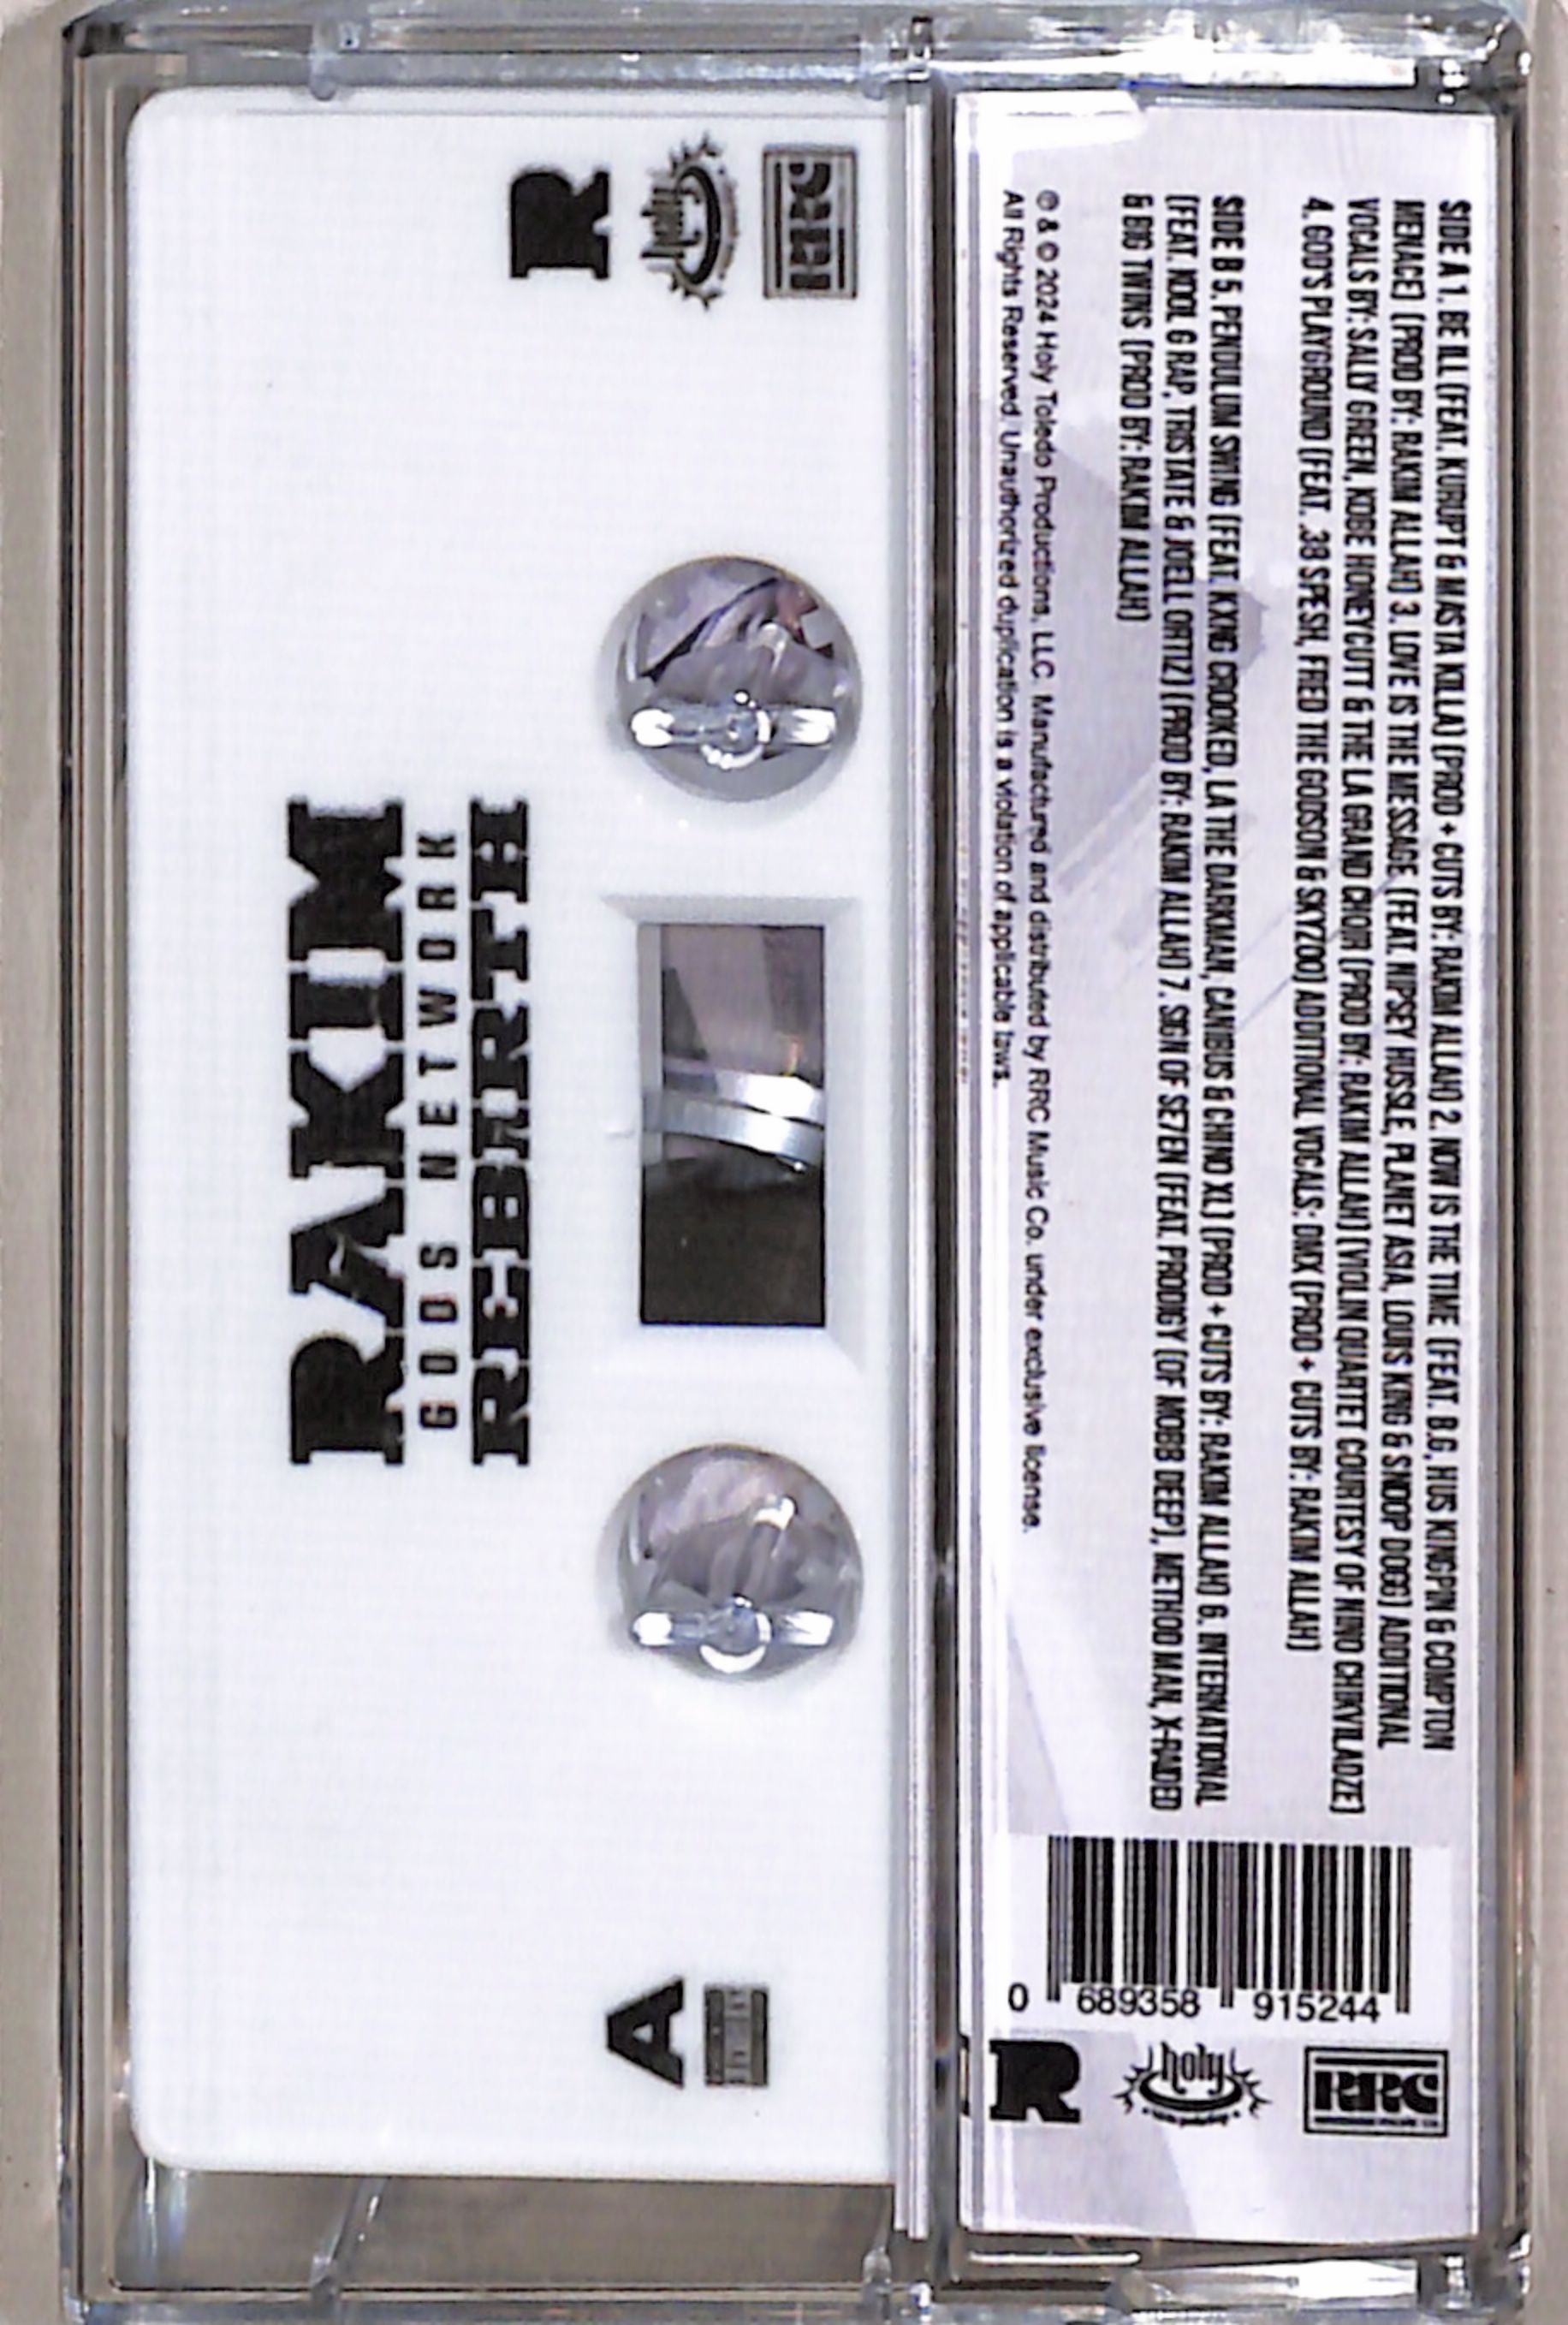 SIDE A 1. BE ILL (FEAT. KURUPT & MASTA KILLA) (PROD + CUTS BY: RAKIM ALLAH) 2. NOW IS THE TIME (FEAT. B.G, HUS KINGPIN & COMPTON
MENACE) (PROD BY: RAKIM ALLAH) 3. LOVE IS THE MESSAGE (FEAT. NIPSEY HUSSLE, PLANET ASIA, LOUIS KING & SNOOP DOGG) ADDITIONAL
VOCALS BY: SALLY GREEN, KOBE HONEYCUTT & THE LA GRAND CHOIR (PROD BY: RAKIM ALLAH) (VIOLIN QUARTET COURTESY OF NINO CHIKVILADZE)
4. GOD'S PLAYGROUND (FEAT. .38 SPESH, FRED THE GODSON & SKYZOO) ADDITIONAL VOCALS: DMX (PROD + CUTS BY: RAKIM ALLAH)
SIDE B 5. PENDULUM SWING (FEAT. KXNG CROOKED, LA THE DARKMAN, CANIBUS & CHINO XL) (PROD + CUTS BY: RAKIM ALLAH) 6. INTERNATIONAL
(FEAT. KOOL G RAP, TRISTATE & JOELL ORTIZ) (PROD BY: RAKIM ALLAH) 7. SIGN OF SE7EN (FEAT. PRODIGY (OF MOBB DEEP), METHOD MAN, X-RAIDED
& BIG TWINS (PROD BY: RAKIM ALLAH)
℗ & © 2024 Holy Toledo Productions, LLC. Manufactured and distributed by RRC Music Co. under exclusive license.
All Rights Reserved. Unauthorized duplication is a violation of applicable laws.
0 689358 915244
RRC
holy
R
RRC
holy
R
REBIRTH
GODS NETWORK
RAKIM
A